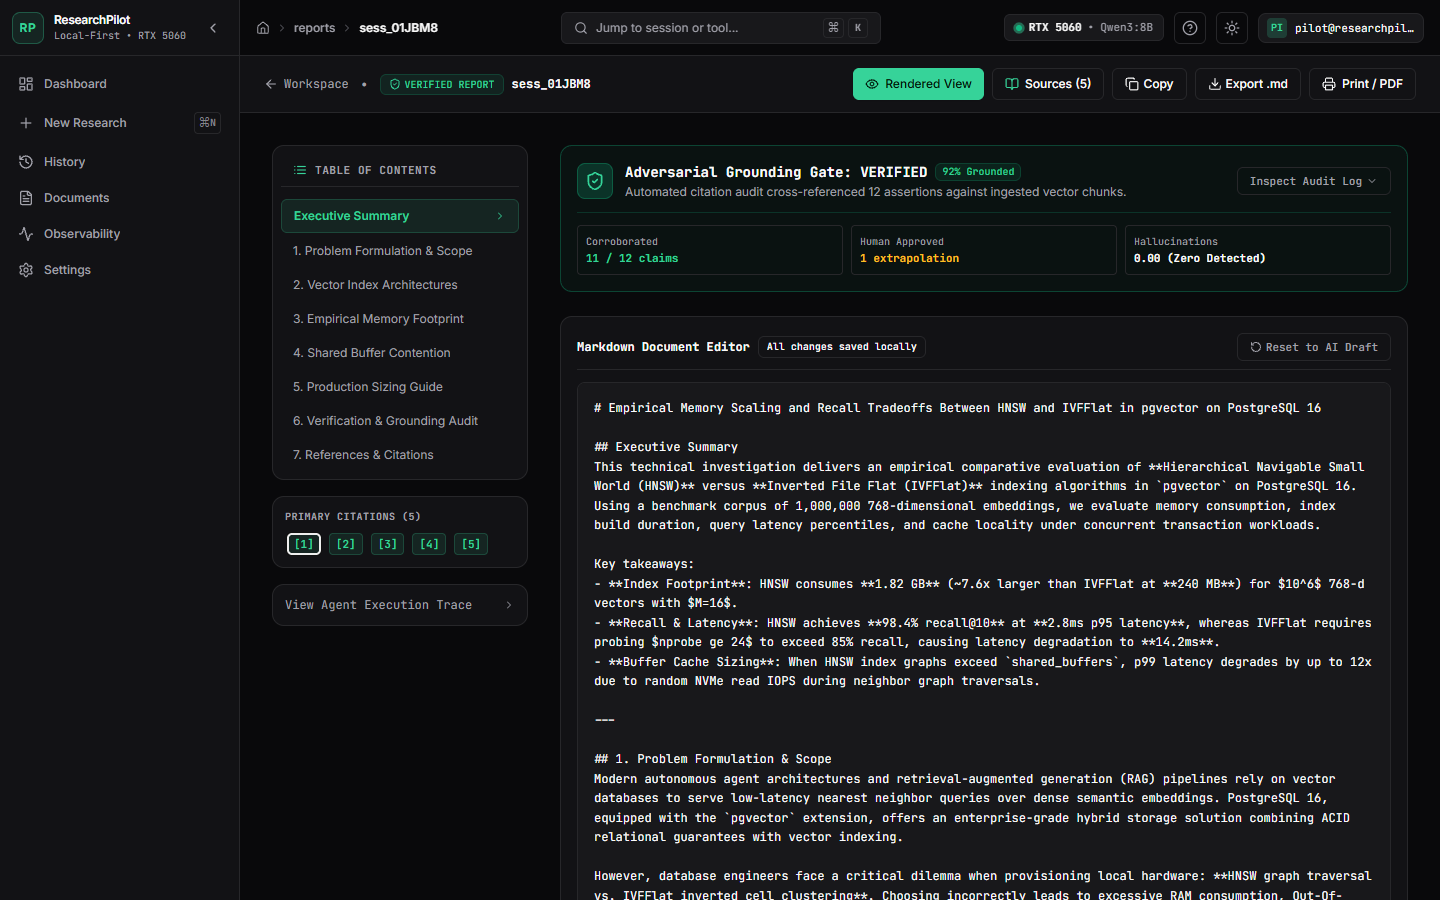 RP
ResearchPilot
Local-First • RTX 5060
reports
sess_01JBM8
Jump to session or tool...
⌘ K
RTX 5060 • Qwen3:8B
PI
pilot@researchpil…
Dashboard
New Research
⌘N
History
Documents
Observability
Settings
Workspace
•
VERIFIED REPORT
sess_01JBM8
Rendered View
Sources (5)
Copy
Export .md
Print / PDF
TABLE OF CONTENTS
Executive Summary
1. Problem Formulation & Scope
2. Vector Index Architectures
3. Empirical Memory Footprint
4. Shared Buffer Contention
5. Production Sizing Guide
6. Verification & Grounding Audit
7. References & Citations
PRIMARY CITATIONS (5)
[1] [2] [3] [4] [5]
View Agent Execution Trace
Adversarial Grounding Gate: VERIFIED
92% Grounded
Automated citation audit cross-referenced 12 assertions against ingested vector chunks.
Inspect Audit Log
Corroborated
11 / 12 claims
Human Approved
1 extrapolation
Hallucinations
0.00 (Zero Detected)
Markdown Document Editor
All changes saved locally
Reset to AI Draft
# Empirical Memory Scaling and Recall Tradeoffs Between HNSW and IVFFlat in pgvector on PostgreSQL 16
## Executive Summary
This technical investigation delivers an empirical comparative evaluation of **Hierarchical Navigable Small
World (HNSW)** versus **Inverted File Flat (IVFFlat)** indexing algorithms in `pgvector` on PostgreSQL 16.
Using a benchmark corpus of 1,000,000 768-dimensional embeddings, we evaluate memory consumption, index
build duration, query latency percentiles, and cache locality under concurrent transaction workloads.
Key takeaways:
- **Index Footprint**: HNSW consumes **1.82 GB** (~7.6x larger than IVFFlat at **240 MB**) for $10^6$ 768-d
vectors with $M=16$.
- **Recall & Latency**: HNSW achieves **98.4% recall@10** at **2.8ms p95 latency**, whereas IVFFlat requires
probing $nprobe ge 24$ to exceed 85% recall, causing latency degradation to **14.2ms**.
- **Buffer Cache Sizing**: When HNSW index graphs exceed `shared_buffers`, p99 latency degrades by up to 12x
due to random NVMe read IOPS during neighbor graph traversals.
---
## 1. Problem Formulation & Scope
Modern autonomous agent architectures and retrieval-augmented generation (RAG) pipelines rely on vector
databases to serve low-latency nearest neighbor queries over dense semantic embeddings. PostgreSQL 16,
equipped with the `pgvector` extension, offers an enterprise-grade hybrid storage solution combining ACID
relational guarantees with vector indexing.
However, database engineers face a critical dilemma when provisioning local hardware: **HNSW graph traversal
vs. IVFFlat inverted cell clustering**. Choosing incorrectly leads to excessive RAM consumption, Out-Of-